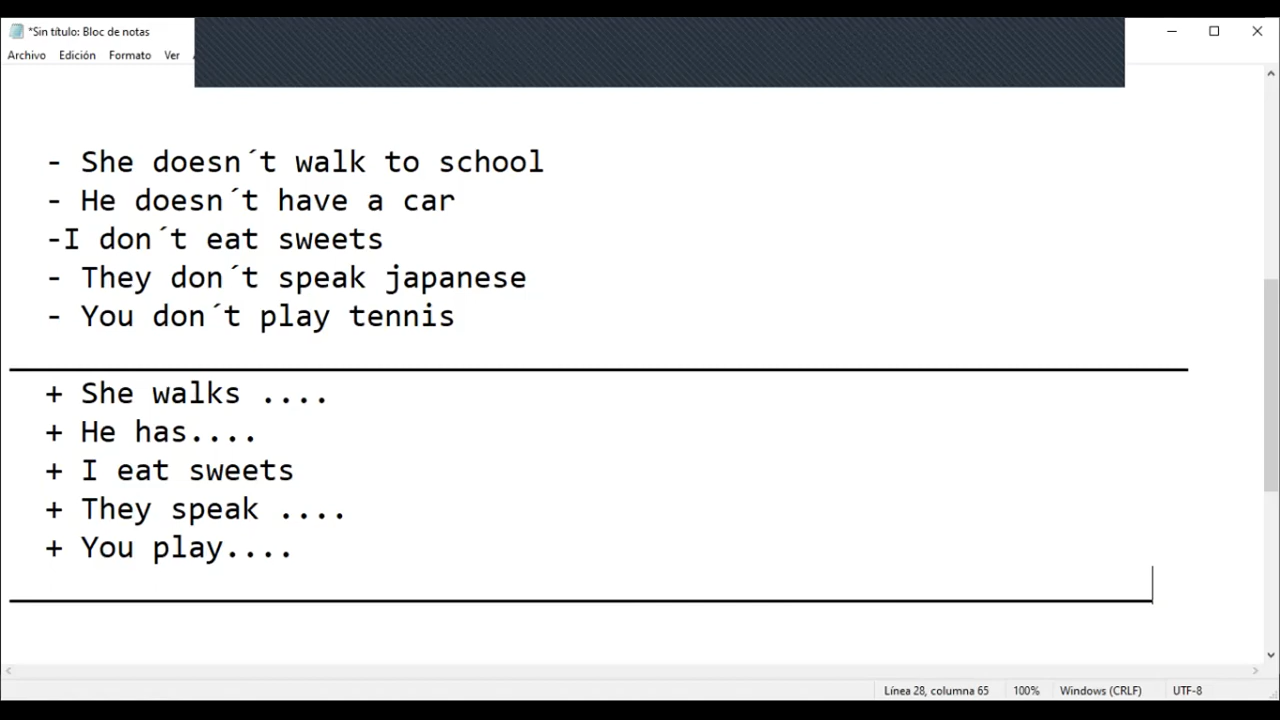 *Sin título: Bloc de notas
Archivo Edición Formato Ver
- She doesn´t walk to school
- He doesn´t have a car
-I don´t eat sweets
- They don´t speak japanese
- You don´t play tennis
+ She walks ....
+ He has....
+ I eat sweets
+ They speak ....
+ You play....
Línea 28, columna 65 100% Windows (CRLF) UTF-8